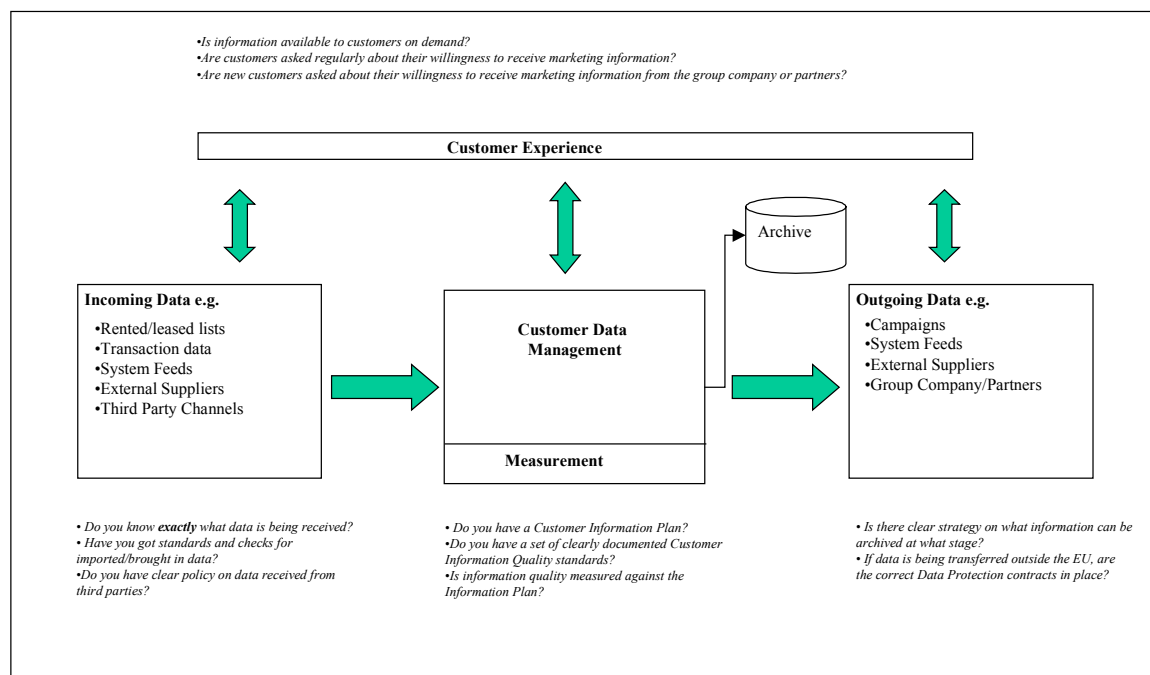 •Is information available to customers on demand?
•Are customers asked regularly about their willingness to receive marketing information?
•Are new customers asked about their willingness to receive marketing information from the group company or partners?
Customer Experience
Archive
Incoming Data e.g.
•Rented/leased lists
•Transaction data
•System Feeds
•External Suppliers
•Third Party Channels
Customer Data
Management
Measurement
Outgoing Data e.g.
•Campaigns
•System Feeds
•External Suppliers
•Group Company/Partners
• Do you know exactly what data is being received?
• Have you got standards and checks for
imported/brought in data?
•Do you have clear policy on data received from
third parties?
• Do you have a Customer Information Plan?
•Do you have a set of clearly documented Customer
Information Quality standards?
•Is information quality measured against the
Information Plan?
• Is there clear strategy on what information can be
archived at what stage?
• If data is being transferred outside the EU, are
the correct Data Protection contracts in place?